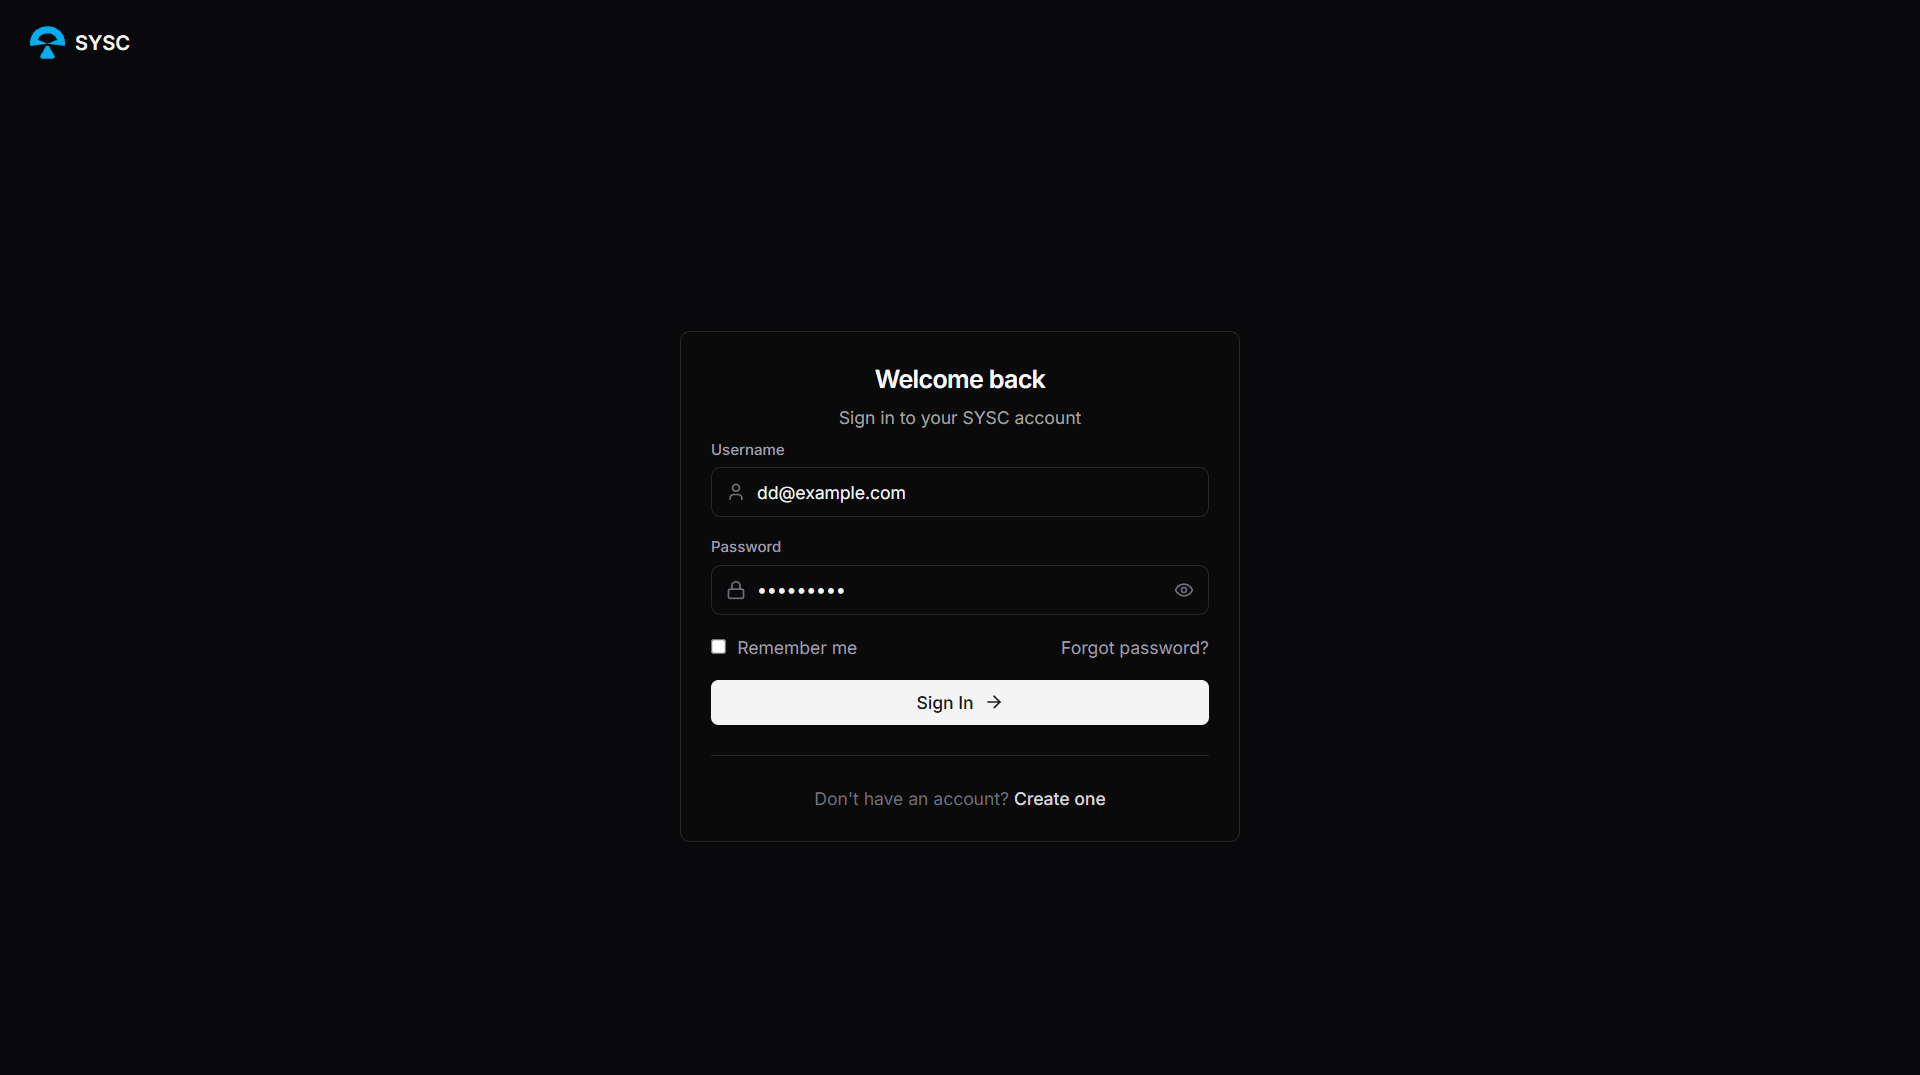 SYSC
Welcome back
Sign in to your SYSC account
Username
dd@example.com
Password
•••••••••
Remember me
Forgot password?
Sign In
Don't have an account? Create one